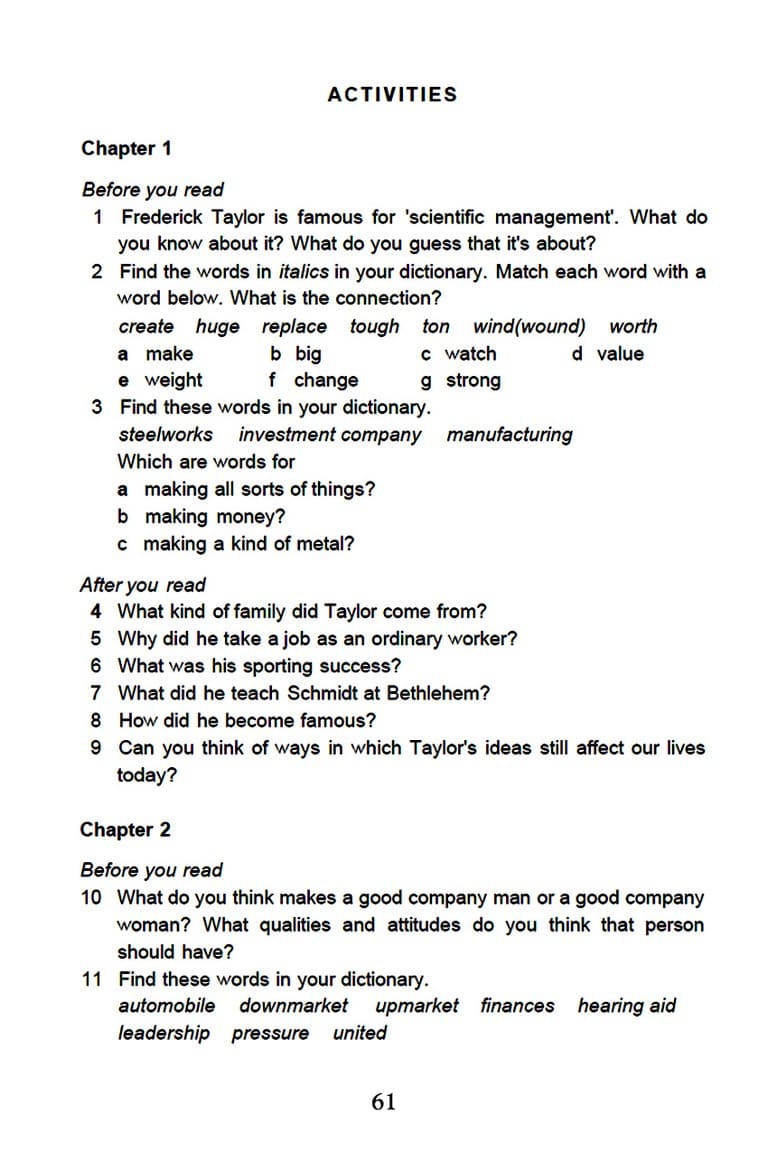 ACTIVITIES
Chapter 1
Before you read
1 Frederick Taylor is famous for 'scientific management'. What do
you know about it? What do you guess that it's about?
2 Find the words in italics in your dictionary. Match each word with a
word below. What is the connection?
create huge replace tough ton wind(wound) worth
a make b big c watch d value
e weight f change g strong
3 Find these words in your dictionary.
steelworks investment company manufacturing
Which are words for
a making all sorts of things?
b making money?
c making a kind of metal?
After you read
4 What kind of family did Taylor come from?
5 Why did he take a job as an ordinary worker?
6 What was his sporting success?
7 What did he teach Schmidt at Bethlehem?
8 How did he become famous?
9 Can you think of ways in which Taylor's ideas still affect our lives
today?
Chapter 2
Before you read
10 What do you think makes a good company man or a good company
woman? What qualities and attitudes do you think that person
should have?
11 Find these words in your dictionary.
automobile downmarket upmarket finances hearing aid
leadership pressure united
61